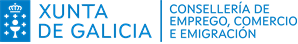 XUNTA
DE GALICIA
CONSELLERÍA DE
EMPREGO, COMERCIO
E EMIGRACIÓN